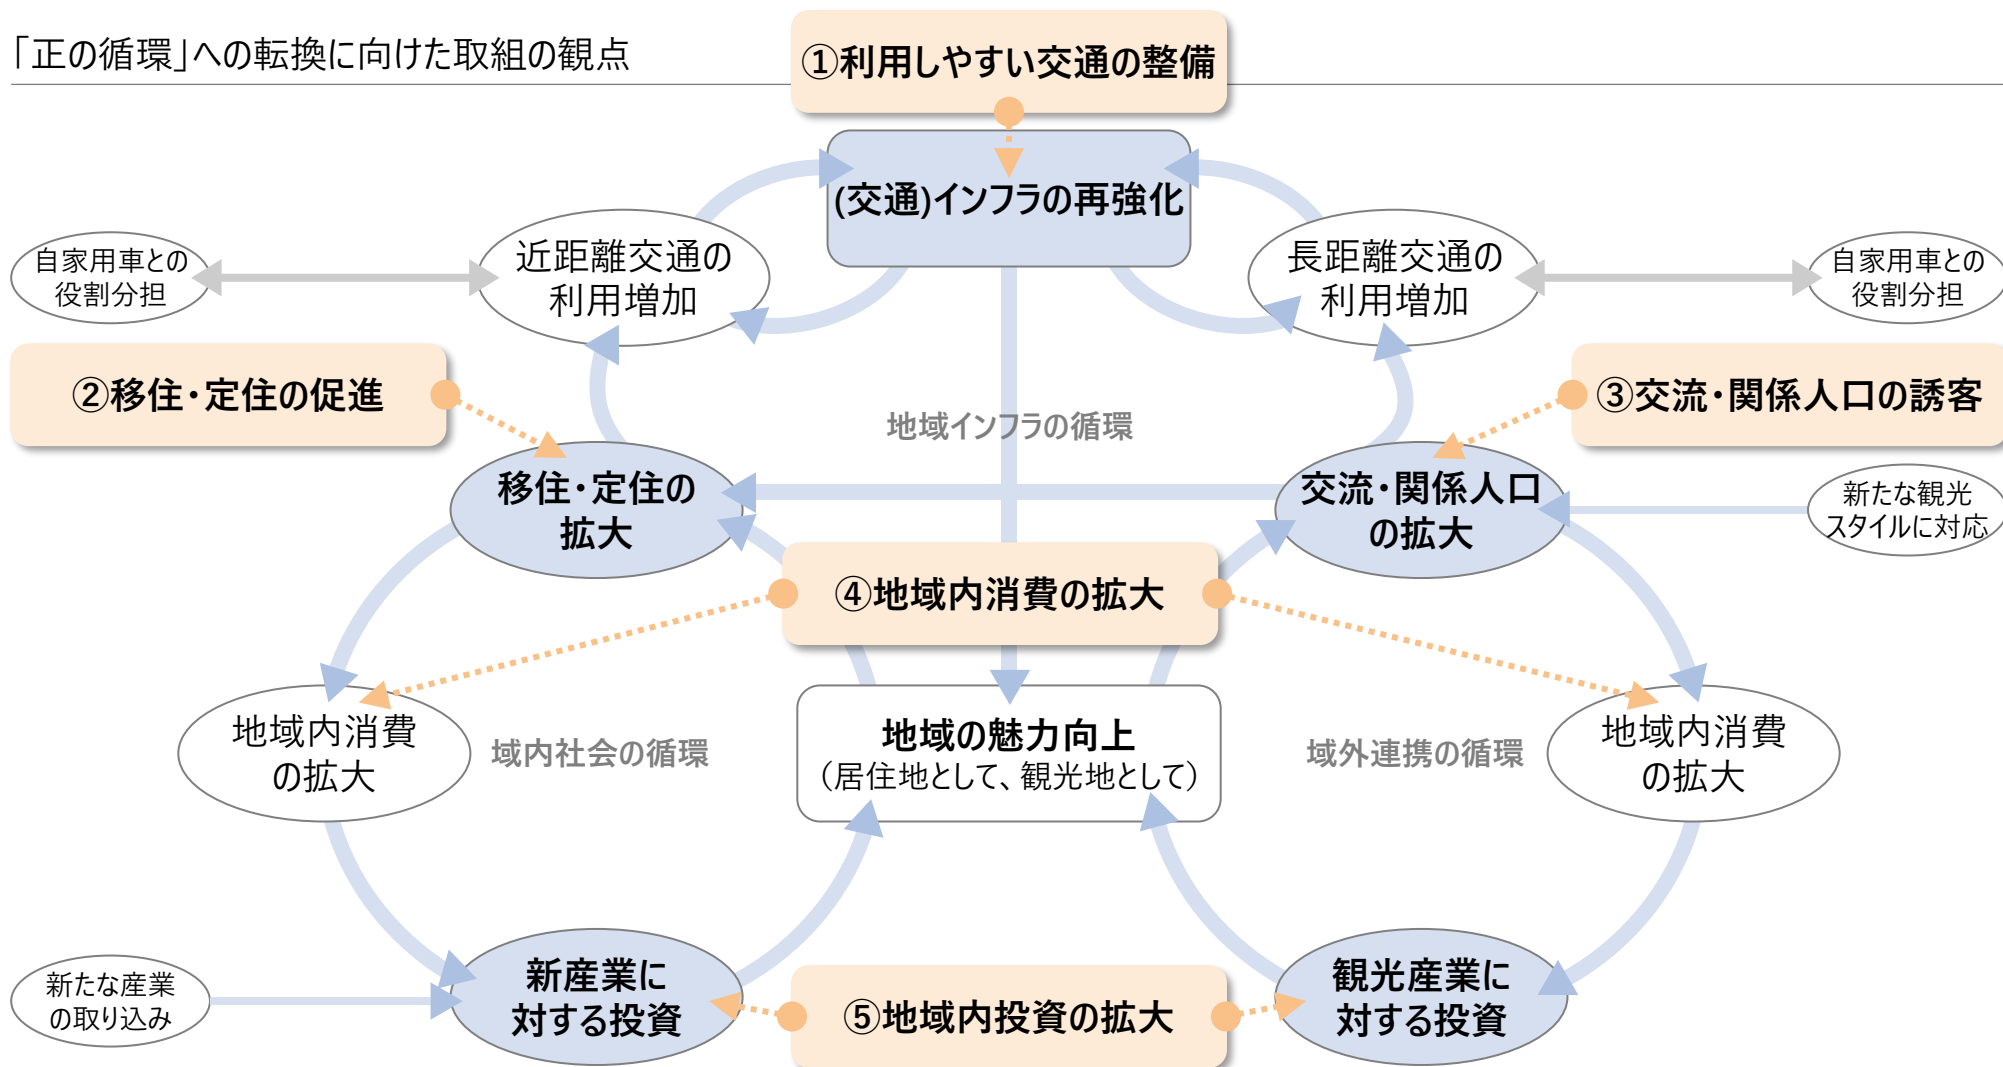 「正の循環」への転換に向けた取組の観点
①利用しやすい交通の整備
(交通)インフラの再強化
近距離交通の
利用増加
長距離交通の
利用増加
自家用車との
役割分担
自家用車との
役割分担
②移住・定住の促進
③交流・関係人口の誘客
地域インフラの循環
移住・定住の
拡大
交流・関係人口
の拡大
新たな観光
スタイルに対応
④地域内消費の拡大
地域内消費
の拡大
域内社会の循環
地域の魅力向上
（居住地として、観光地として）
域外連携の循環
地域内消費
の拡大
新たな産業
の取り込み
新産業に
対する投資
⑤地域内投資の拡大
観光産業に
対する投資